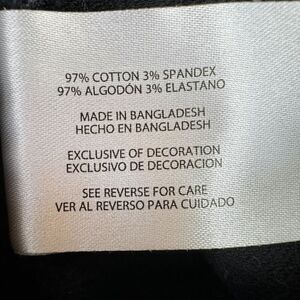 97% COTTON 3% SPANDEX
97% ALGODÓN 3% ELASTANO
MADE IN BANGLADESH
HECHO EN BANGLADESH
EXCLUSIVE OF DECORATION
EXCLUSIVO DE DECORACION
SEE REVERSE FOR CARE
VER AL REVERSO PARA CUIDADO